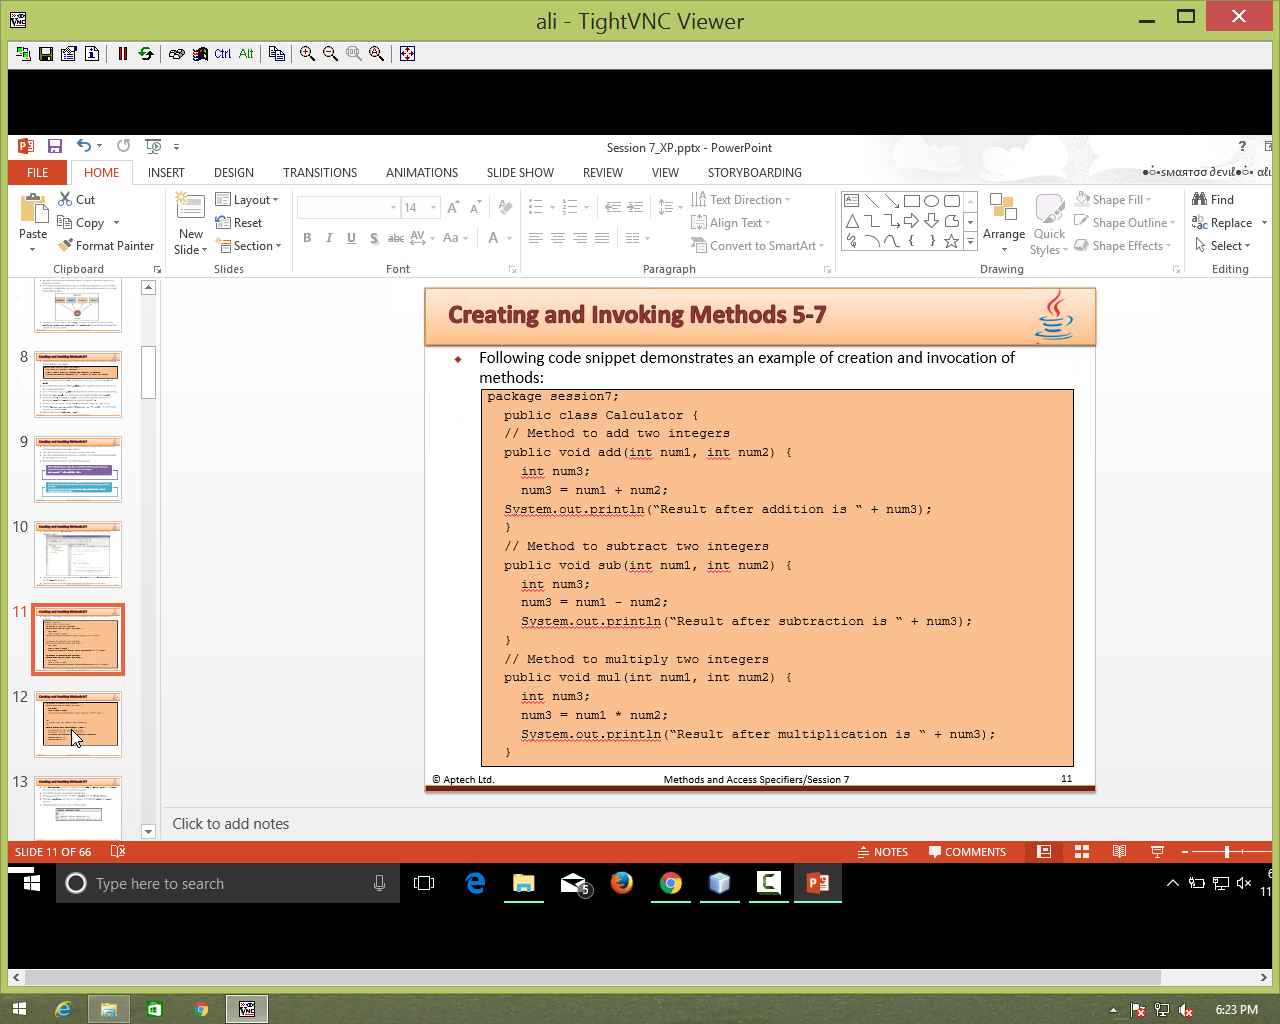 ali - TightVNC Viewer
Ctrl Alt
Session 7_XP.pptx - PowerPoint
?
FILE HOME INSERT DESIGN TRANSITIONS ANIMATIONS SLIDE SHOW REVIEW VIEW STORYBOARDING
Paste
Cut
Copy
Format Painter
Clipboard
New
Slide
Layout
Reset
Section
Slides
14
B I U S abc AV Aa A
Font
Text Direction
Align Text
Convert to SmartArt
Paragraph
Arrange
Quick
Styles
Shape Fill
Shape Outline
Shape Effects
Drawing
Find
Replace
Select
Editing
8
9
10
11
12
13
Creating and Invoking Methods 5-7
Following code snippet demonstrates an example of creation and invocation of
methods:
package session7;
public class Calculator {
// Method to add two integers
public void add(int num1, int num2) {
int num3;
num3 = num1 + num2;
System.out.println(“Result after addition is “ + num3);
}
// Method to subtract two integers
public void sub(int num1, int num2) {
int num3;
num3 = num1 – num2;
System.out.println(“Result after subtraction is “ + num3);
}
// Method to multiply two integers
public void mul(int num1, int num2) {
int num3;
num3 = num1 * num2;
System.out.println(“Result after multiplication is “ + num3);
}
© Aptech Ltd. Methods and Access Specifiers/Session 7 11
Click to add notes
SLIDE 11 OF 66 NOTES COMMENTS
Type here to search
5
6:23 PM